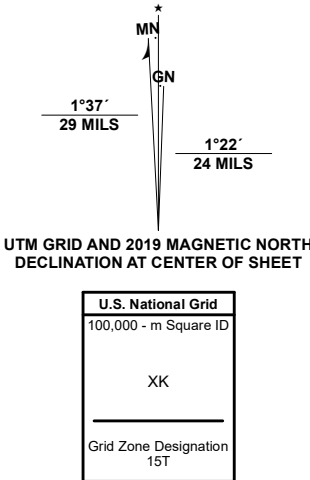 ★
MN
GN
1°37´
29 MILS
1°22´
24 MILS
UTM GRID AND 2019 MAGNETIC NORTH
DECLINATION AT CENTER OF SHEET
U.S. National Grid
100,000 - m Square ID
XK
Grid Zone Designation
15T